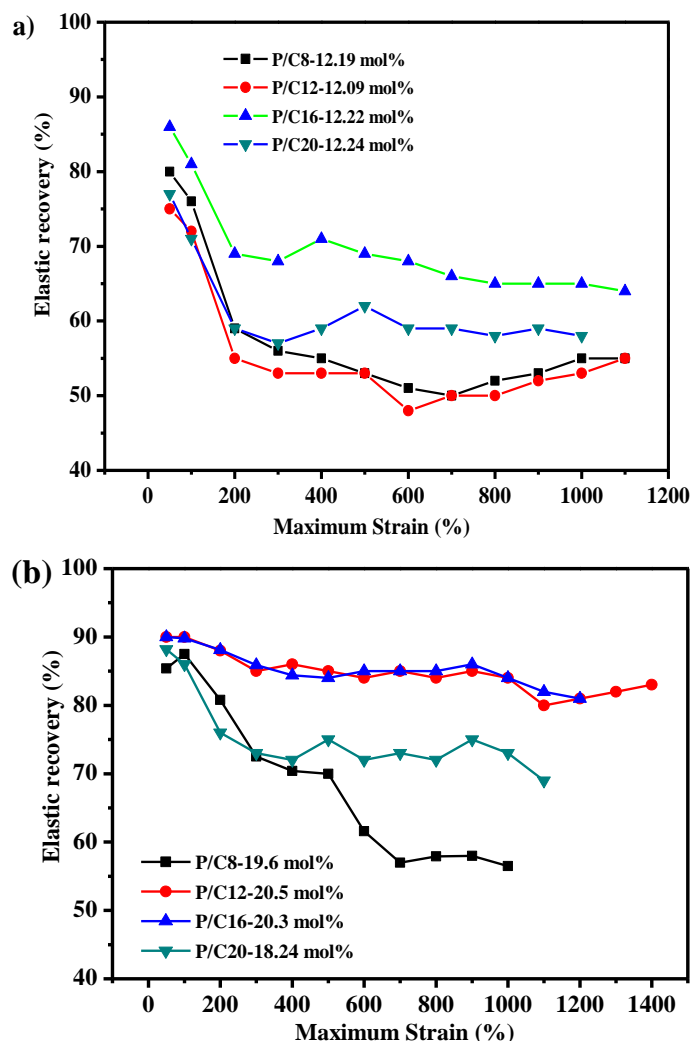 a)
100
90
80
70
60
50
40
Elastic recovery (%)
P/C8-12.19 mol%
P/C12-12.09 mol%
P/C16-12.22 mol%
P/C20-12.24 mol%
0 200 400 600 800 1000 1200
Maximum Strain (%)
(b)
100
90
80
70
60
50
40
Elastic recovery (%)
P/C8-19.6 mol%
P/C12-20.5 mol%
P/C16-20.3 mol%
P/C20-18.24 mol%
0 200 400 600 800 1000 1200 1400
Maximum Strain (%)